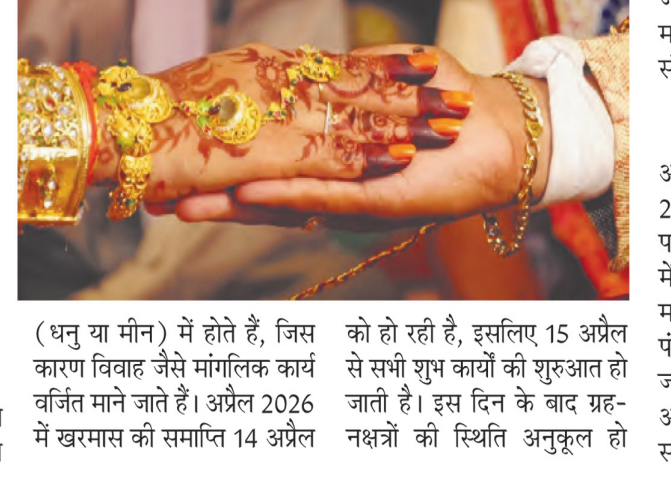 (धनु या मीन) में होते हैं, जिस
कारण विवाह जैसे मांगलिक कार्य
वर्जित माने जाते हैं। अप्रैल 2026
में खरमास की समाप्ति 14 अप्रैल
को हो रही है, इसलिए 15 अप्रैल
से सभी शुभ कार्यों की शुरुआत हो
जाती है। इस दिन के बाद ग्रह-
नक्षत्रों की स्थिति अनुकूल हो